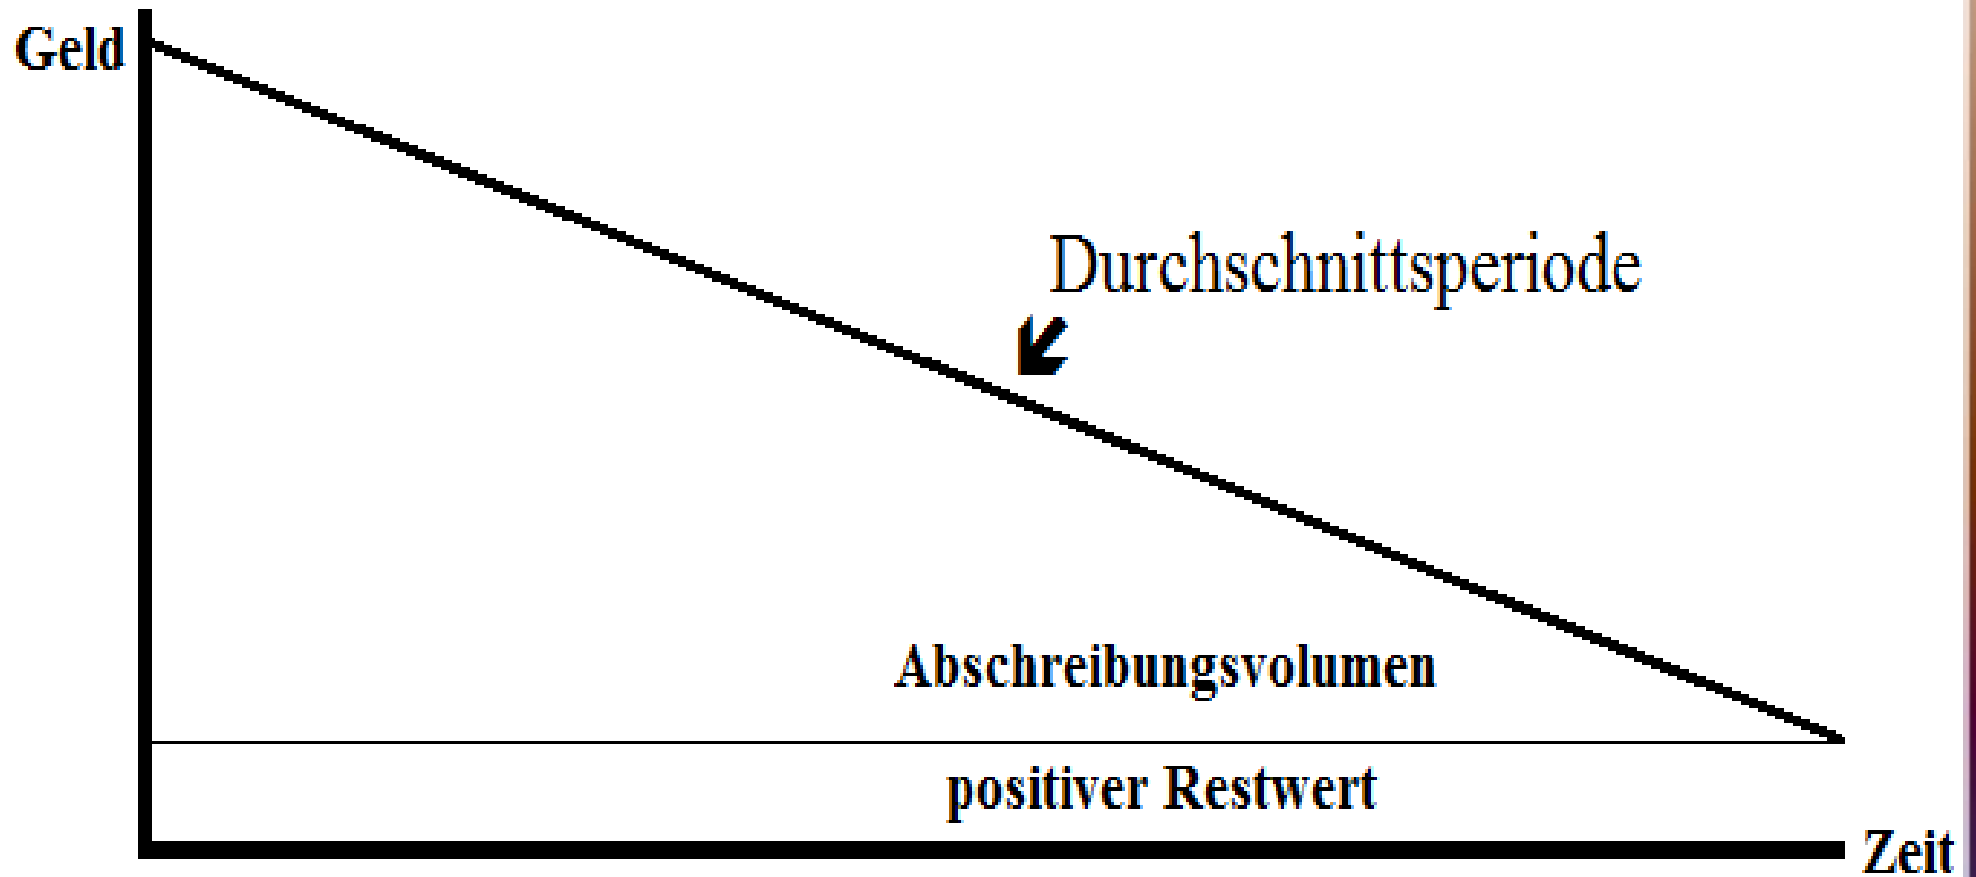 Geld
Durchschnittsperiode
Abschreibungsvolumen
positiver Restwert
Zeit